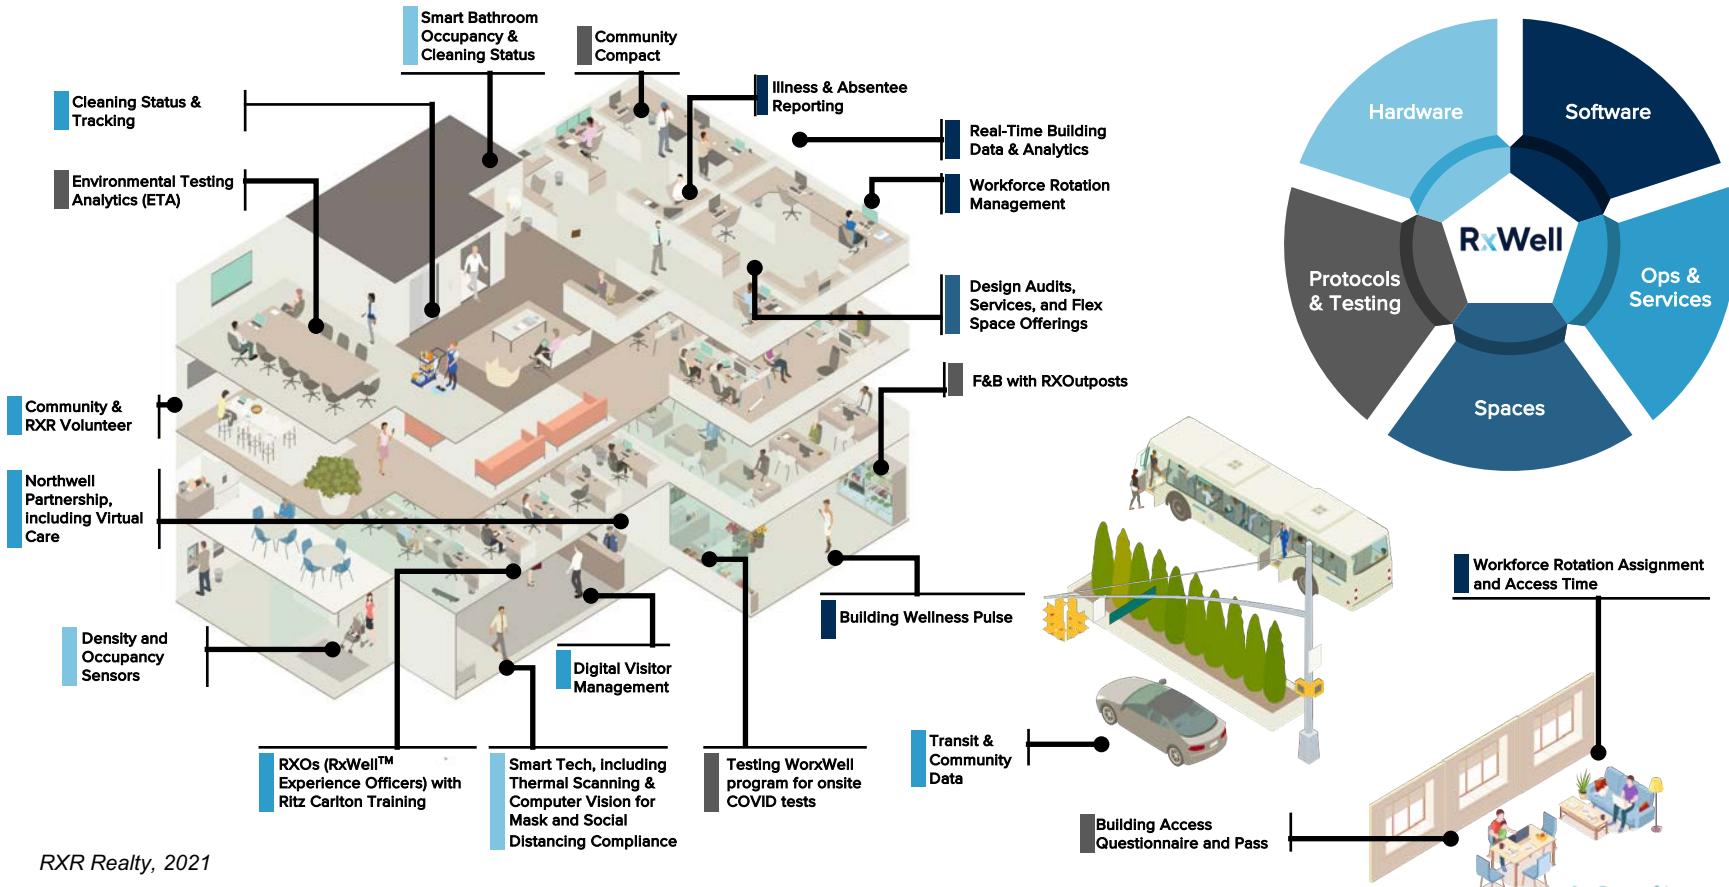 Smart Bathroom
Occupancy &
Cleaning Status
Community
Compact
Illness & Absentee
Reporting
Cleaning Status &
Tracking
Real-Time Building
Data & Analytics
Environmental Testing
Analytics (ETA)
Workforce Rotation
Management
Design Audits,
Services, and Flex
Space Offerings
F&B with RXOutposts
Community &
RXR Volunteer
Northwell
Partnership,
including Virtual
Care
Building Wellness Pulse
Density and
Occupancy
Sensors
Digital Visitor
Management
RXOs (RxWell™
Experience Officers) with
Ritz Carlton Training
Smart Tech, including
Thermal Scanning &
Computer Vision for
Mask and Social
Distancing Compliance
Testing WorxWell
program for onsite
COVID tests
Transit &
Community
Data
Building Access
Questionnaire and Pass
Workforce Rotation Assignment
and Access Time
Hardware
Software
Protocols
& Testing
RxWell
Ops &
Services
Spaces
RXR Realty, 2021